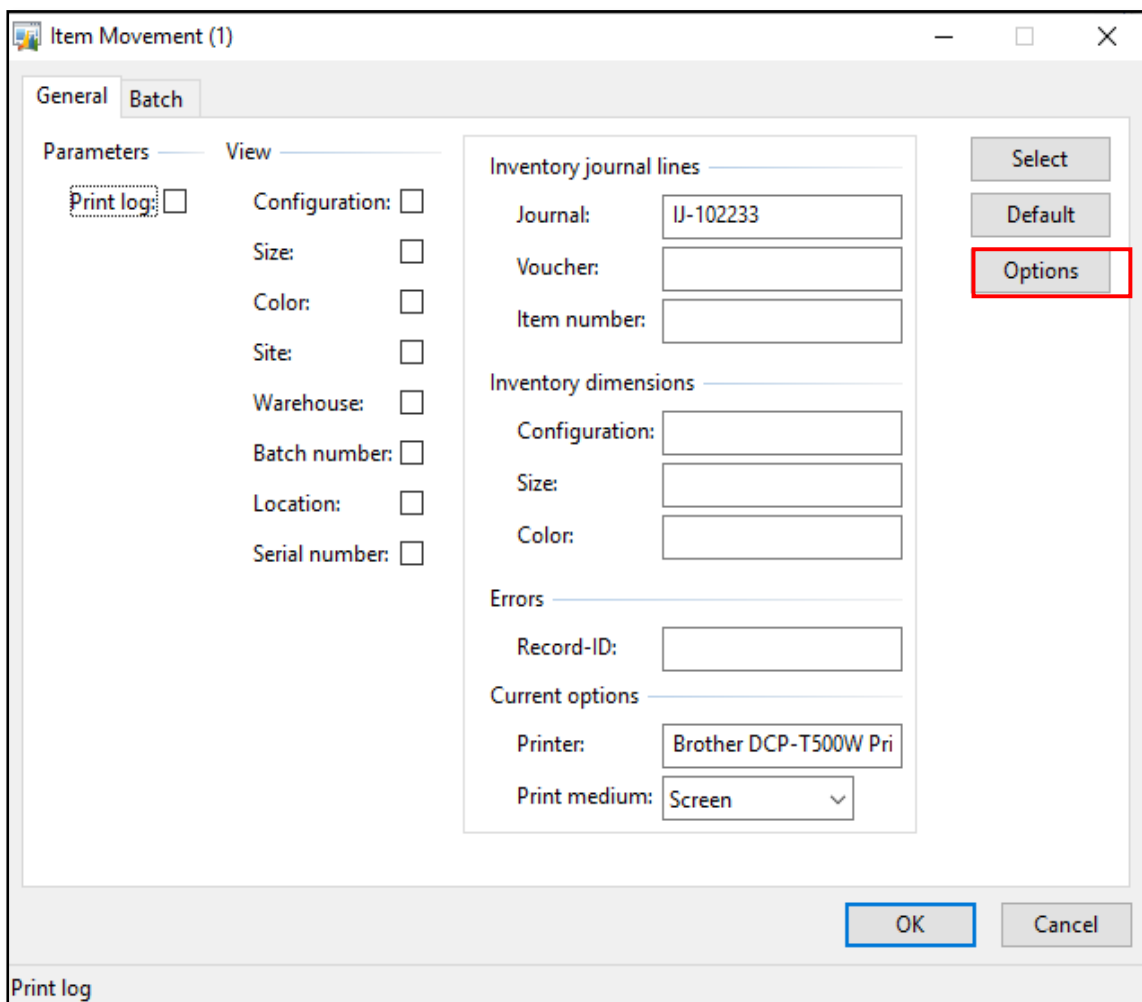 Item Movement (1)
General
Batch
Parameters
Print log:
View
Configuration:
Size:
Color:
Site:
Warehouse:
Batch number:
Location:
Serial number:
Inventory journal lines
Journal: IJ-102233
Voucher:
Item number:
Inventory dimensions
Configuration:
Size:
Color:
Errors
Record-ID:
Current options
Printer: Brother DCP-T500W Pri
Print medium: Screen
Select
Default
Options
OK
Cancel
Print log